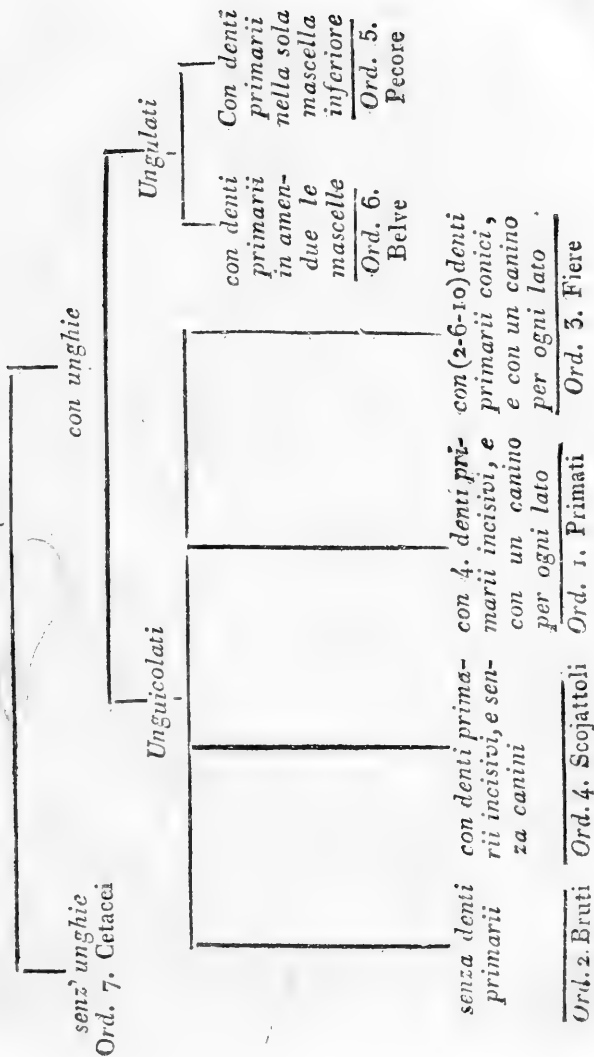 senz' unghie
Ord. 7. Cetacei
con unghie
Unguicolati
Ungulati
senza denti
primarii
Ord. 2. Bruti
con denti prima-
rii incisivi, e sen-
za canini
Ord. 4. Scojattoli
con 4. denti pri-
marii incisivi, e
con un canino
per ogni lato
Ord. 1. Primati
con (2-6-10) denti
primarii conici,
e con un canino
per ogni lato
Ord. 3. Fiere
con denti
primarii
in amen-
due le
mascelle
Ord. 6.
Belve
Con denti
primarii
nella sola
mascella
inferiore
Ord. 5.
Pecore